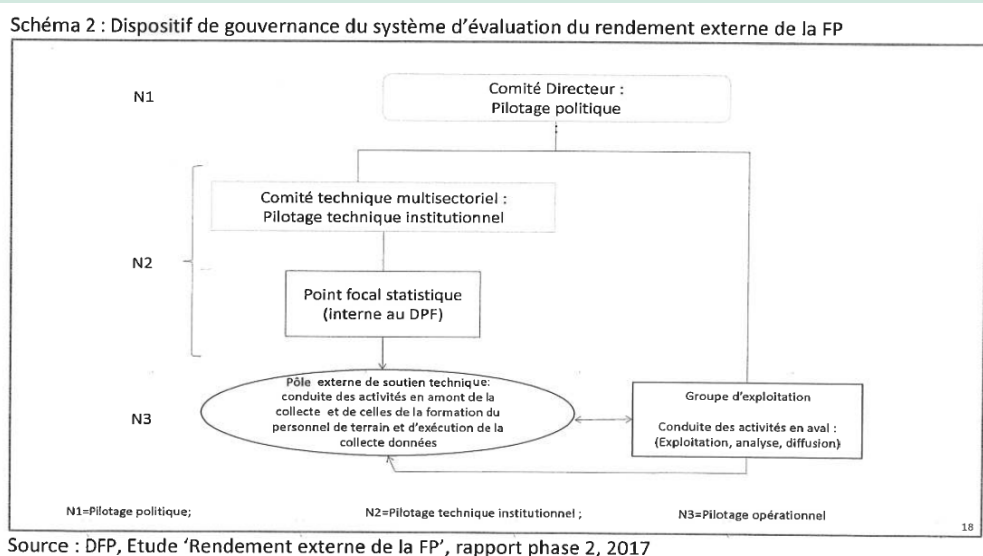 Schéma 2 : Dispositif de gouvernance du système d'évaluation du rendement externe de la FP
N1
Comité Directeur :
Pilotage politique
Comité technique multisectoriel :
Pilotage technique institutionnel
N2
Point focal statistique
(interne au DPF)
N3
Pôle externe de soutien technique:
conduite des activités en amont de la
collecte et de celles de la formation du
personnel de terrain et d'exécution de la
collecte données
Groupe d'exploitation
Conduite des activités en aval :
(Exploitation, analyse, diffusion)
N1=Pilotage politique;
N2=Pilotage technique institutionnel ;
N3=Pilotage opérationnel
18
Source : DFP, Etude 'Rendement externe de la FP', rapport phase 2, 2017